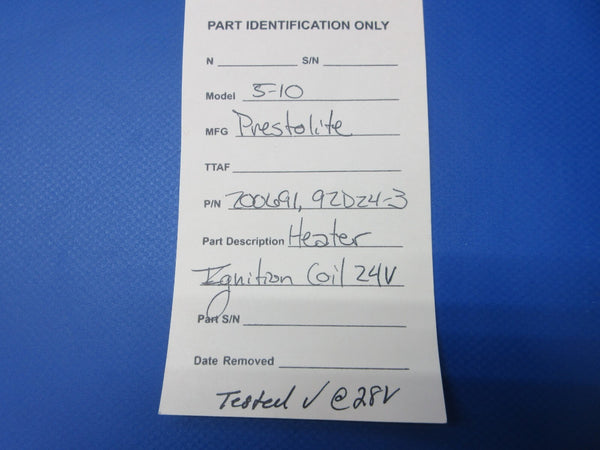 PART IDENTIFICATION ONLY
N S/N
Model S-10
MFG Prestolite
TTAF
P/N 700691, 92D24-3
Part Description Heater
Ignition Coil 24V
Part S/N
Date Removed
Tested ✓ @28V